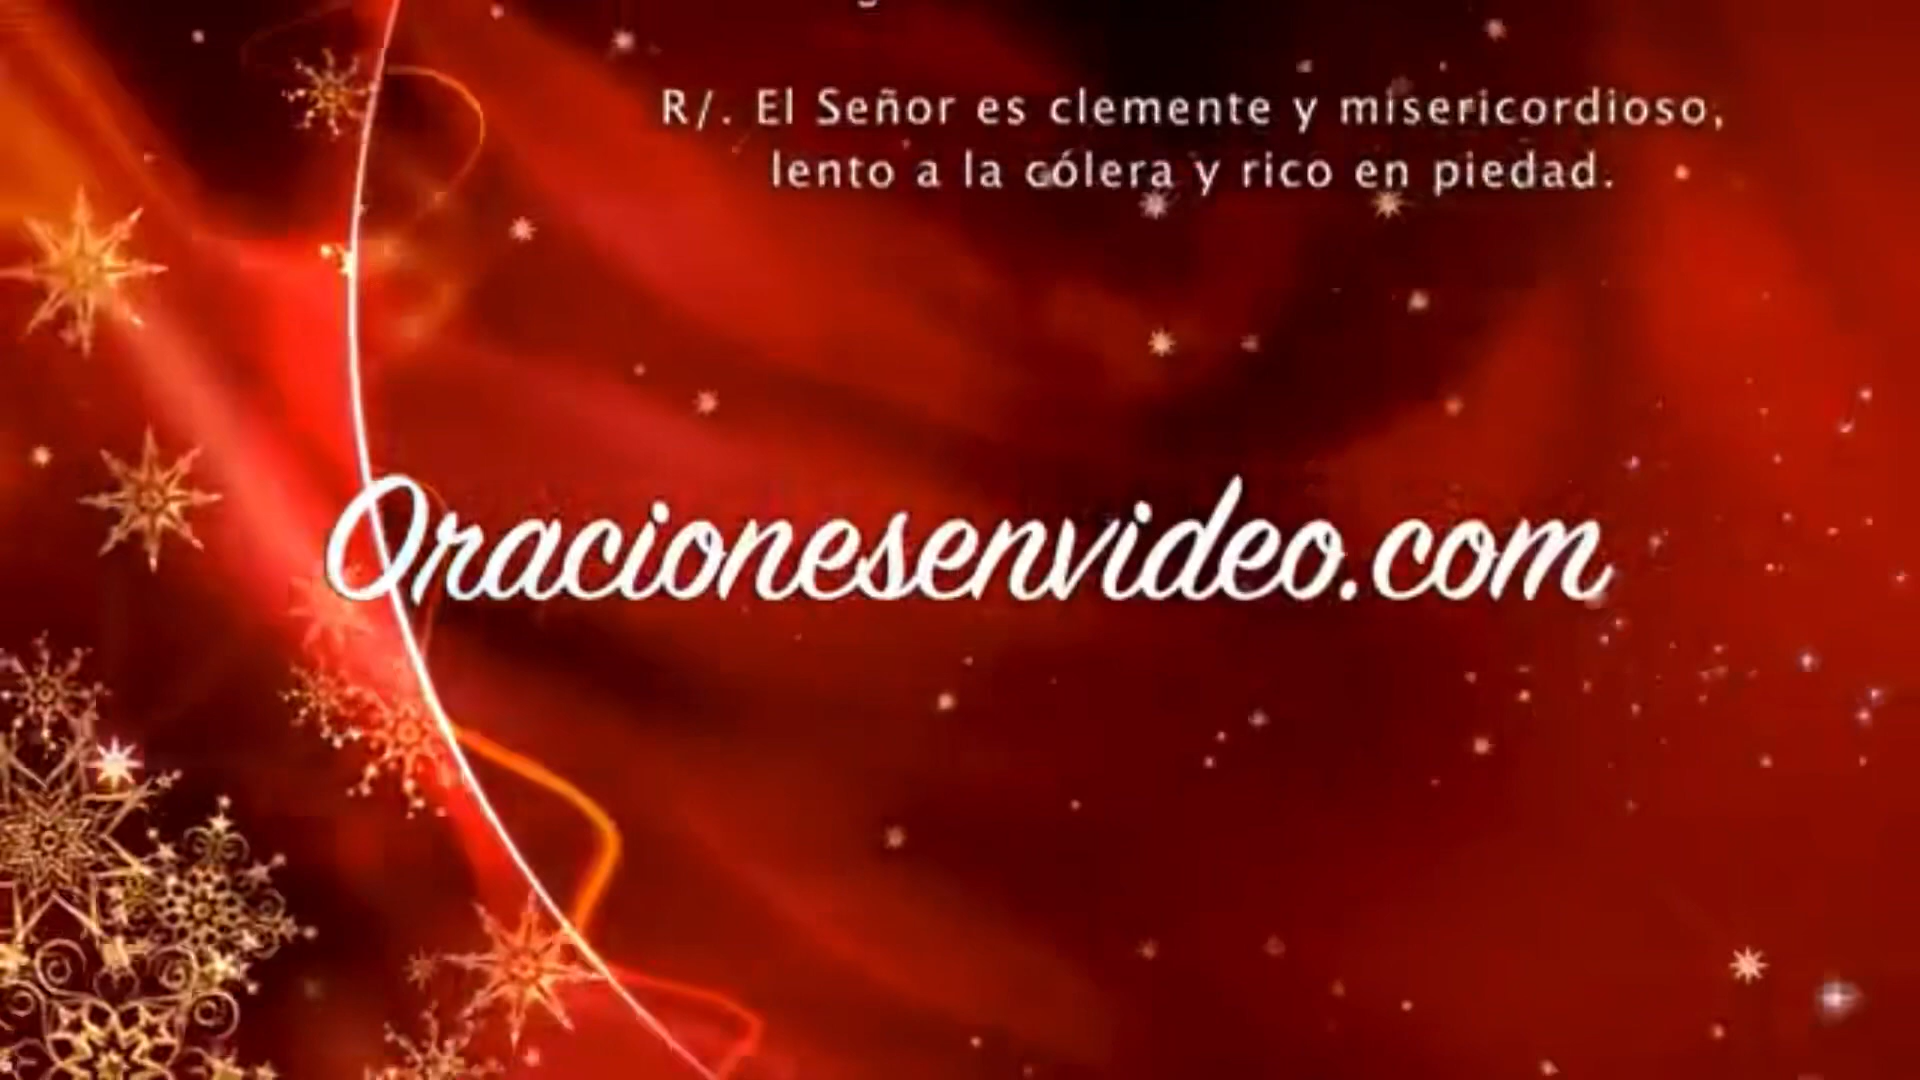 R/. El Señor es clemente y misericordioso,
lento a la cólera y rico en piedad.
Oracionesenvideo.com